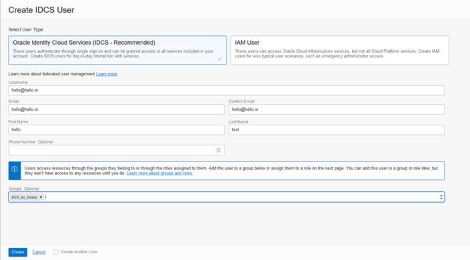 Create IDCS User
Select User Type
Oracle Identity Cloud Services (IDCS - Recommended)
These users authenticate through single sign-on and can be granted access to all services included in your
account. Create IDCS users for day-to-day interaction with services.
IAM User
These users can access Oracle Cloud Infrastructure services, but not all Cloud Platform services. Create IAM
users for less typical user scenarios, such as emergency administrator access.
Learn more about federated user management Learn more
Username
hello@hello.in
Email
hello@hello.in
Confirm Email
hello@hello.in
First Name
hello
Last Name
test
Phone Number Optional
Users access resources through the groups they belong to or through the roles assigned to them. Add the user to a group below or assign them to a role on the next page. You can add this user to a group or role later, but
they won't have access to any resources until you do. Learn more about groups and roles.
Groups Optional
Create
Cancel
Create Another User